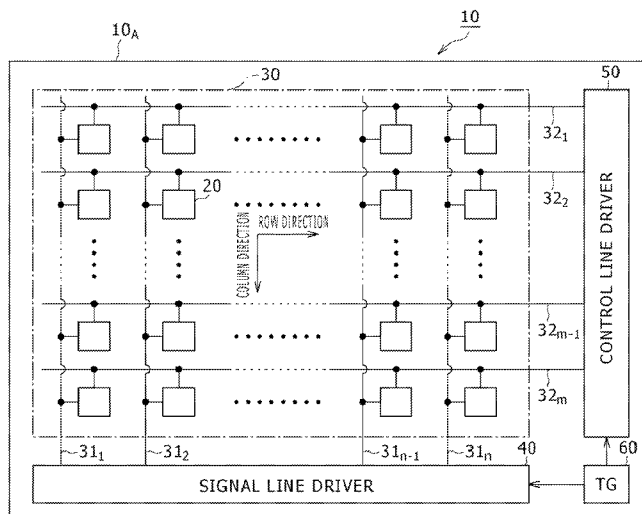 10
10A
30
50
32₁
32₂
20
ROW DIRECTION
COLUMN DIRECTION
CONTROL LINE DRIVER
32m-1
32m
31₁
31₂
31n-1
31n
40
60
SIGNAL LINE DRIVER
TG